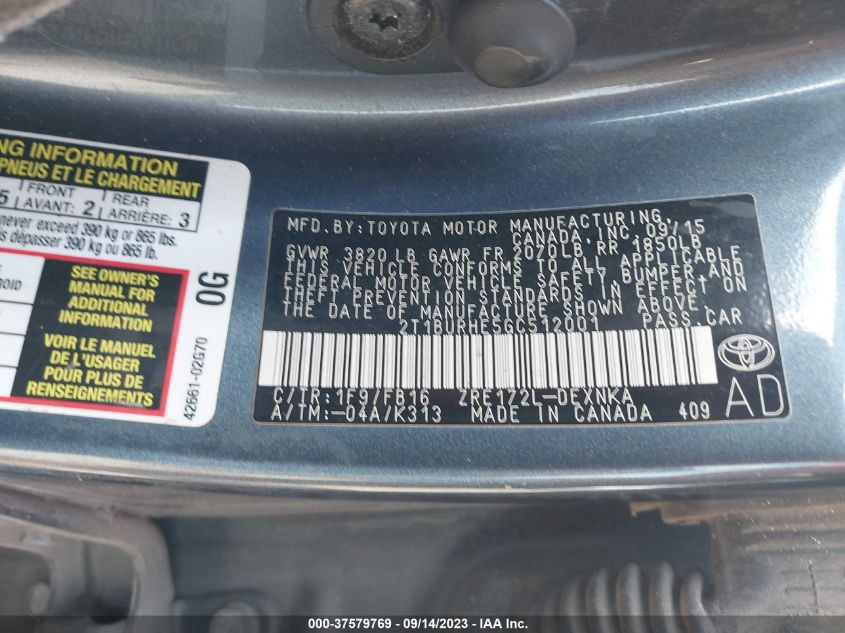 NG INFORMATION
PNEUS ET LE CHARGEMENT
5 FRONT AVANT: 2 REAR ARRIÈRE: 3
never exceed 390 kg or 865 lbs.
s dépasser 390 kg ou 865 lb.
SEE OWNER'S
MANUAL FOR
ADDITIONAL
INFORMATION
VOIR LE MANUEL
DE L'USAGER
POUR PLUS DE
RENSEIGNEMENTS
0G
42661-02G70
MFD. BY: TOYOTA MOTOR MANUFACTURING,
CANADA, INC. 09/15
GVWR 3820 LB GAWR FR 2070LB, RR 1850LB
THIS VEHICLE CONFORMS TO ALL APPLICABLE
FEDERAL MOTOR VEHICLE SAFETY, BUMPER AND
THEFT PREVENTION STANDARDS IN EFFECT ON
THE DATE OF MANUFACTURE SHOWN ABOVE.
2T1BURHE5GC512001 PASS. CAR
C/TR: 1F9/FB16 ZRE172L-DEXNKA
A/TM: -04A/K313 MADE IN CANADA 409
AD
000-37579769 - 09/14/2023 - IAA Inc.